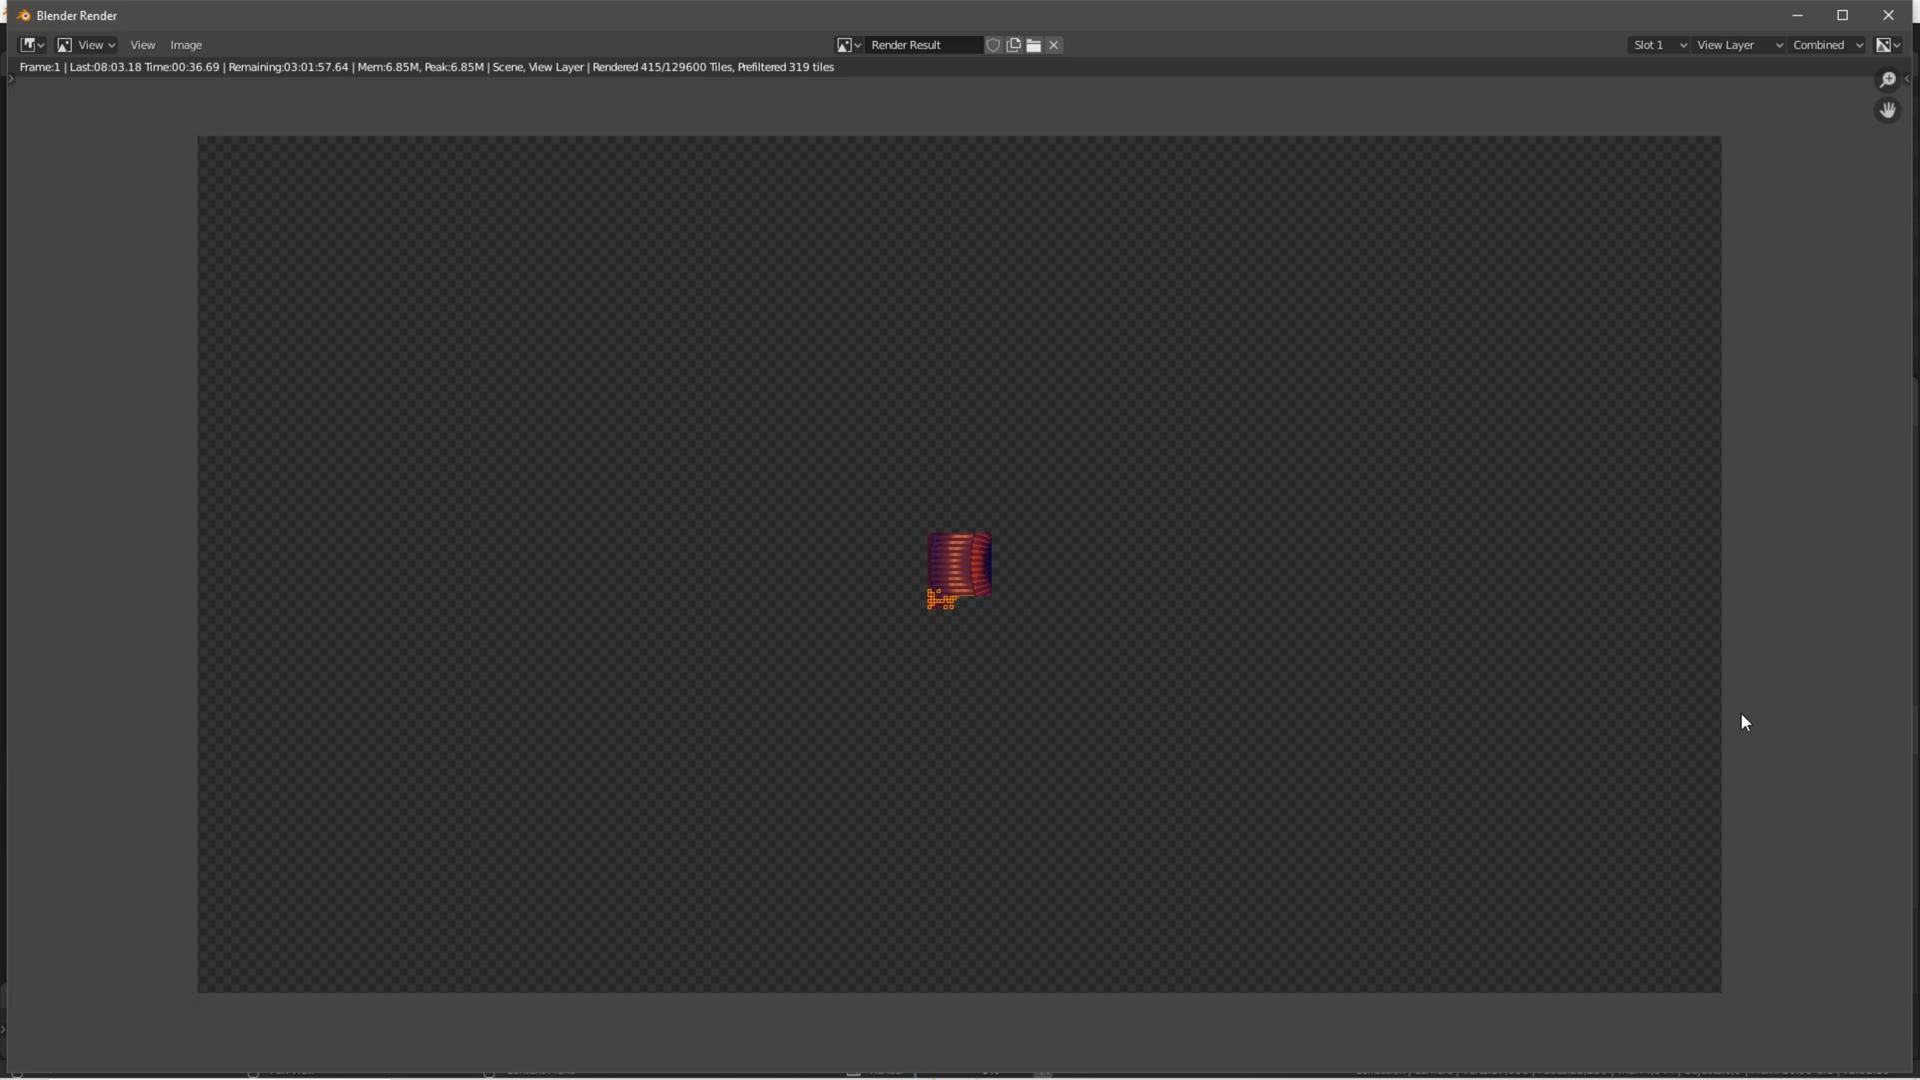 Blender Render
View View Image Render Result Slot 1 View Layer Combined
Frame:1 | Last:08:03.18 Time:00:36.69 | Remaining:03:01:57.64 | Mem:6.85M, Peak:6.85M | Scene, View Layer | Rendered 415/129600 Tiles, Prefiltered 319 tiles